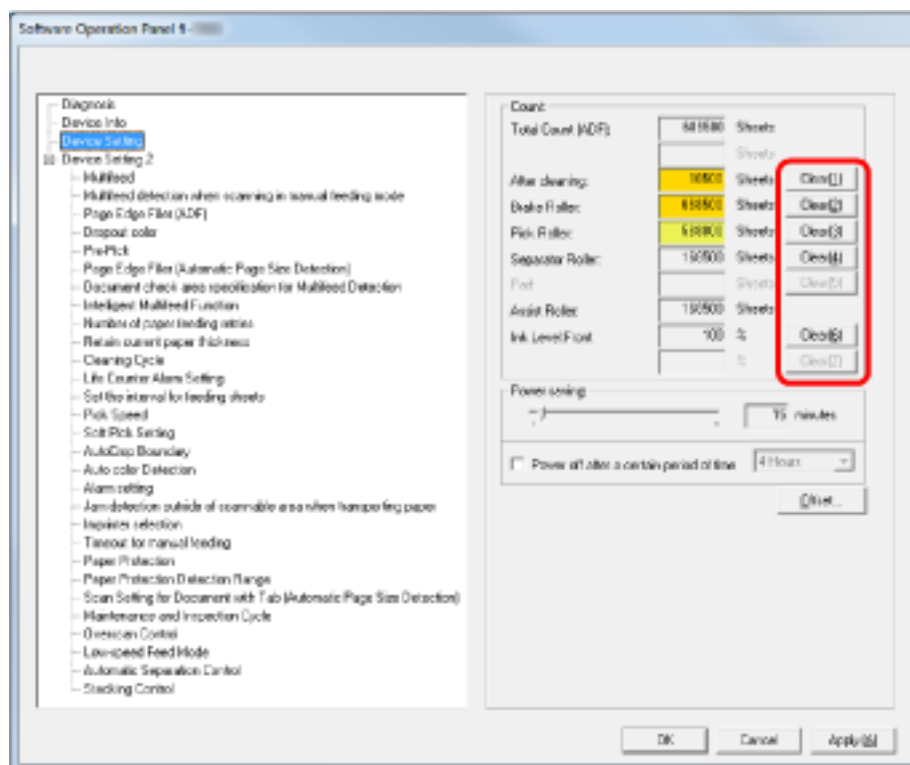 Software Operation Panel
Diagnosis
Device Info
Device Setting
Device Setting 2
Multifeed
Multifeed detection when scanning in manual feeding mode
Page Edge Filler (ADF)
Dropout color
Pre-Pick
Page Edge Filler (Automatic Page Size Detection)
Document check area specification for Multifeed Detection
Intelligent Multifeed Function
Number of paper feeding retries
Retain current paper thickness
Cleaning Cycle
Life Counter Alarm Setting
Set the interval for feeding sheets
Pick Speed
Soft Pick Setting
AutoCrop Boundary
Auto color Detection
Alarm setting
Jam detection outside of scannable area when transporting paper
Imprinter selection
Timeout for manual feeding
Paper Protection
Paper Protection Detection Range
Scan Setting for Document with Tab (Automatic Page Size Detection)
Maintenance and Inspection Cycle
Overscan Control
Low-speed Feed Mode
Automatic Separation Control
Stacking Control
Count
Total Count (ADF): Sheets
Sheets
After cleaning: 10500 Sheets Clear(1)
Brake Roller: Sheets Clear(2)
Pick Roller: Sheets Clear(3)
Separator Roller: Sheets Clear(4)
Pad: Sheets Clear(5)
Assist Roller: Sheets
Ink Level:Front 100 % Clear(6)
% Clear(7)
Power saving
15 minutes
Power off after a certain period of time 4 Hours
Offset...
OK Cancel Apply (A)